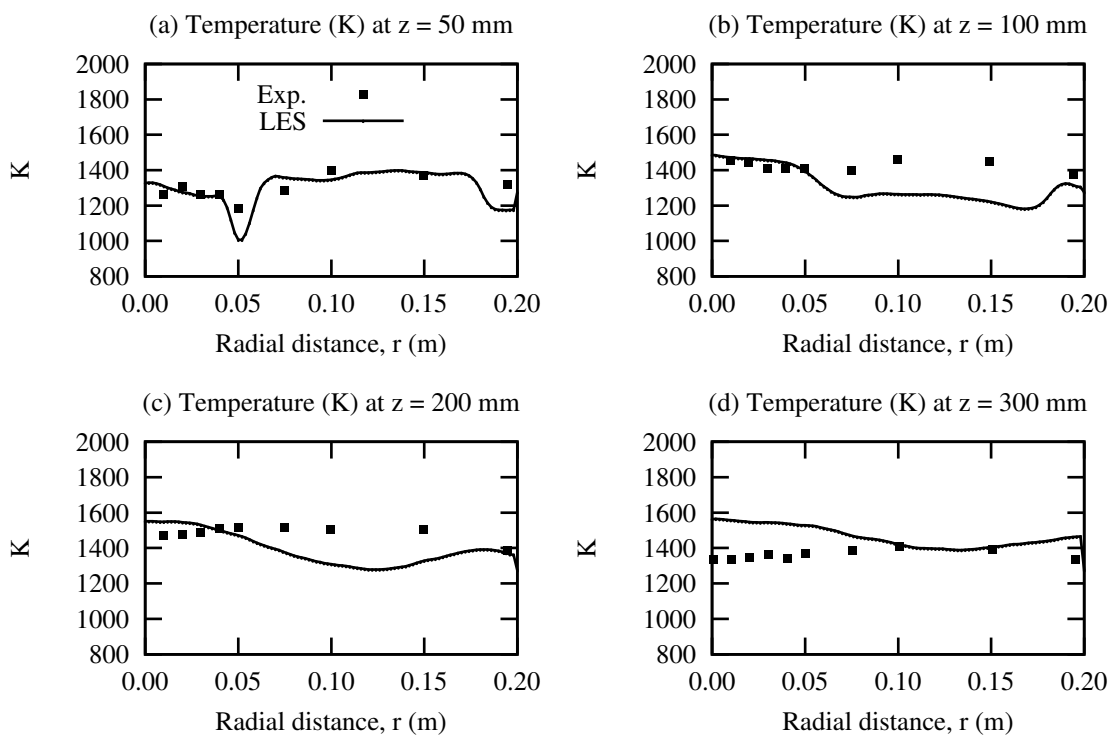 (a) Temperature (K) at z = 50 mm
2000
1800
1600
1400
1200
1000
800
K
Exp.
LES
0.00 0.05 0.10 0.15 0.20
Radial distance, r (m)
(b) Temperature (K) at z = 100 mm
2000
1800
1600
1400
1200
1000
800
K
0.00 0.05 0.10 0.15 0.20
Radial distance, r (m)
(c) Temperature (K) at z = 200 mm
2000
1800
1600
1400
1200
1000
800
K
0.00 0.05 0.10 0.15 0.20
Radial distance, r (m)
(d) Temperature (K) at z = 300 mm
2000
1800
1600
1400
1200
1000
800
K
0.00 0.05 0.10 0.15 0.20
Radial distance, r (m)